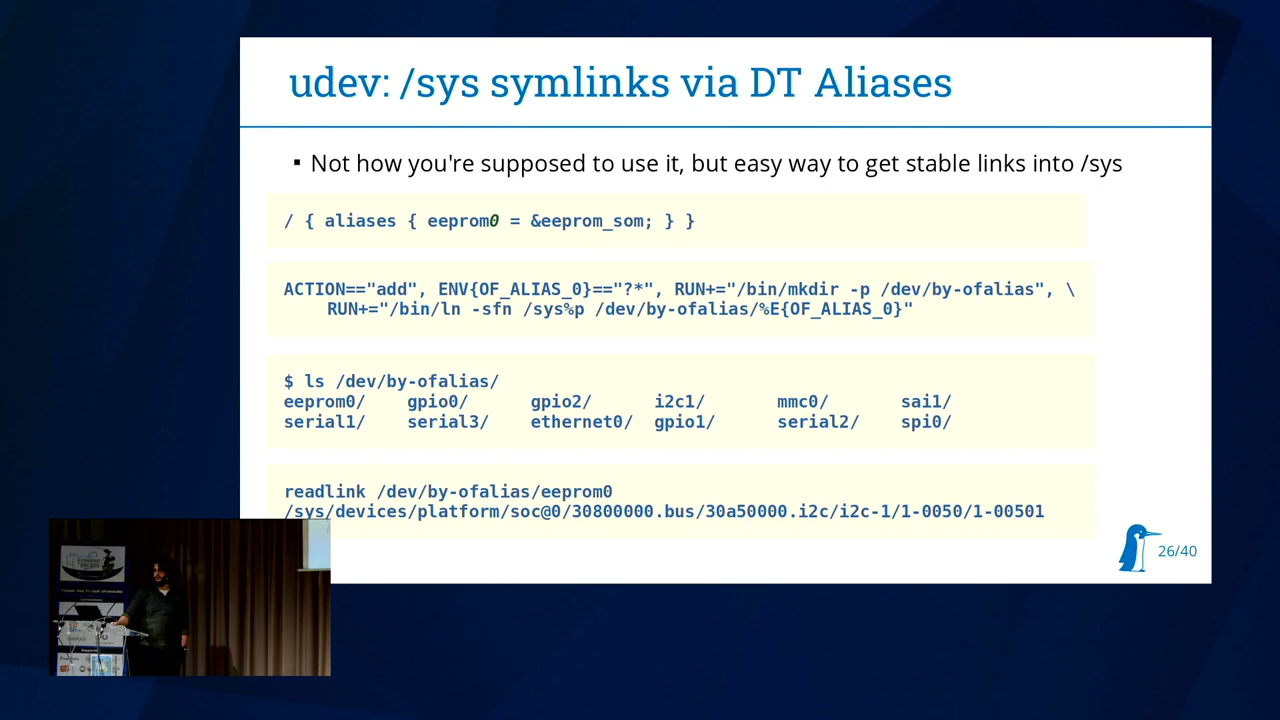 udev: /sys symlinks via DT Aliases
▪ Not how you're supposed to use it, but easy way to get stable links into /sys
/ { aliases { eeprom0 = &eeprom_som; } }
ACTION=="add", ENV{OF_ALIAS_0}=="?*", RUN+="/bin/mkdir -p /dev/by-ofalias", \
RUN+="/bin/ln -sfn /sys%p /dev/by-ofalias/%E{OF_ALIAS_0}"
$ ls /dev/by-ofalias/
eeprom0/ gpio0/ gpio2/ i2c1/ mmc0/ sai1/
serial1/ serial3/ ethernet0/ gpio1/ serial2/ spi0/
readlink /dev/by-ofalias/eeprom0
/sys/devices/platform/soc@0/30800000.bus/30a50000.i2c/i2c-1/1-0050/1-00501
26/40